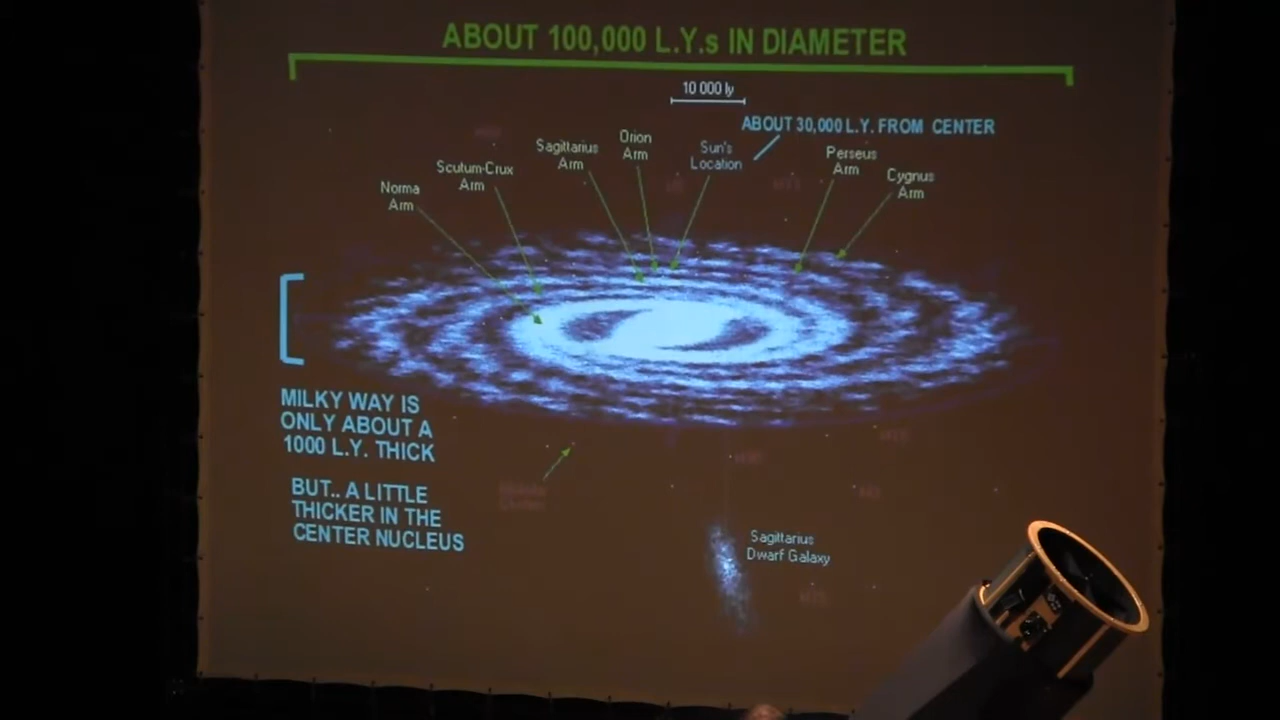 ABOUT 100,000 L.Y.s IN DIAMETER
10 000 ly
ABOUT 30,000 L.Y. FROM CENTER
Norma
Arm
Scutum-Crux
Arm
Sagittarius
Arm
Orion
Arm
Sun's
Location
Perseus
Arm
Cygnus
Arm
MILKY WAY IS
ONLY ABOUT A
1000 L.Y. THICK
BUT.. A LITTLE
THICKER IN THE
CENTER NUCLEUS
Sagittarius
Dwarf Galaxy